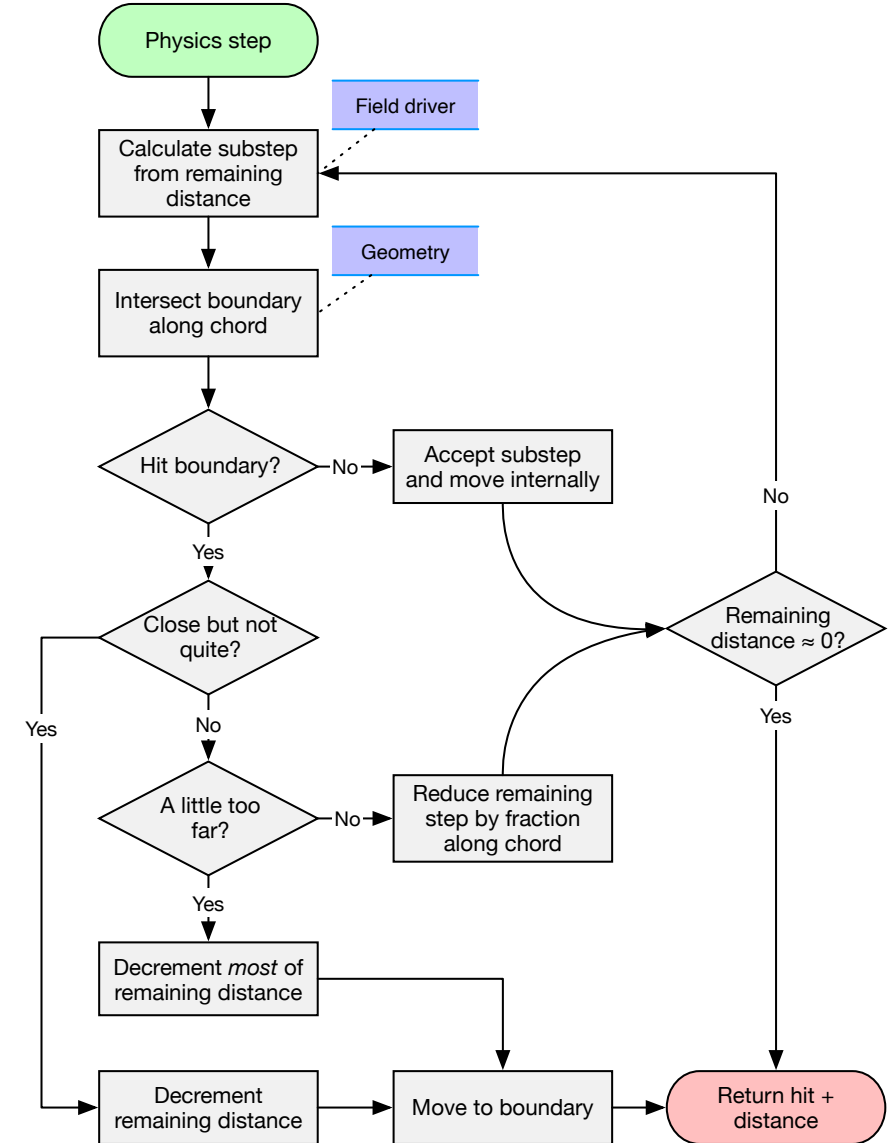 Physics step
Field driver
Calculate substep
from remaining
distance
Geometry
Intersect boundary
along chord
Hit boundary?
No
Accept substep
and move internally
No
Yes
Close but not
quite?
Remaining
distance ≈ 0?
Yes
No
Yes
A little too
far?
No
Reduce remaining
step by fraction
along chord
Yes
Decrement most of
remaining distance
Decrement
remaining distance
Move to boundary
Return hit +
distance